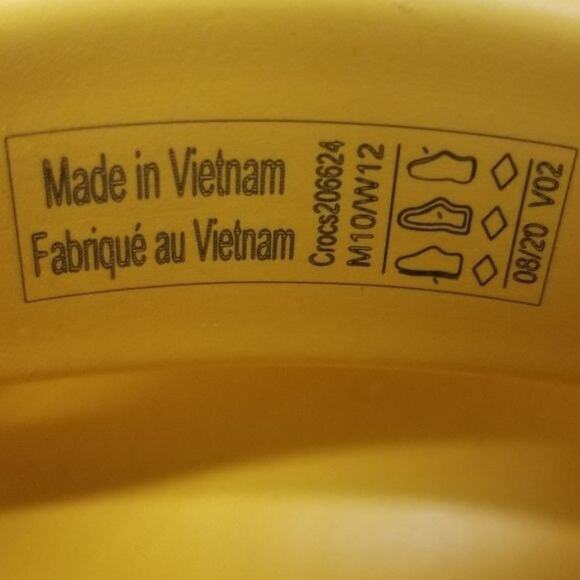 Made in Vietnam
Fabriqué au Vietnam
Crocs206624
M10/W12
08/20 V02